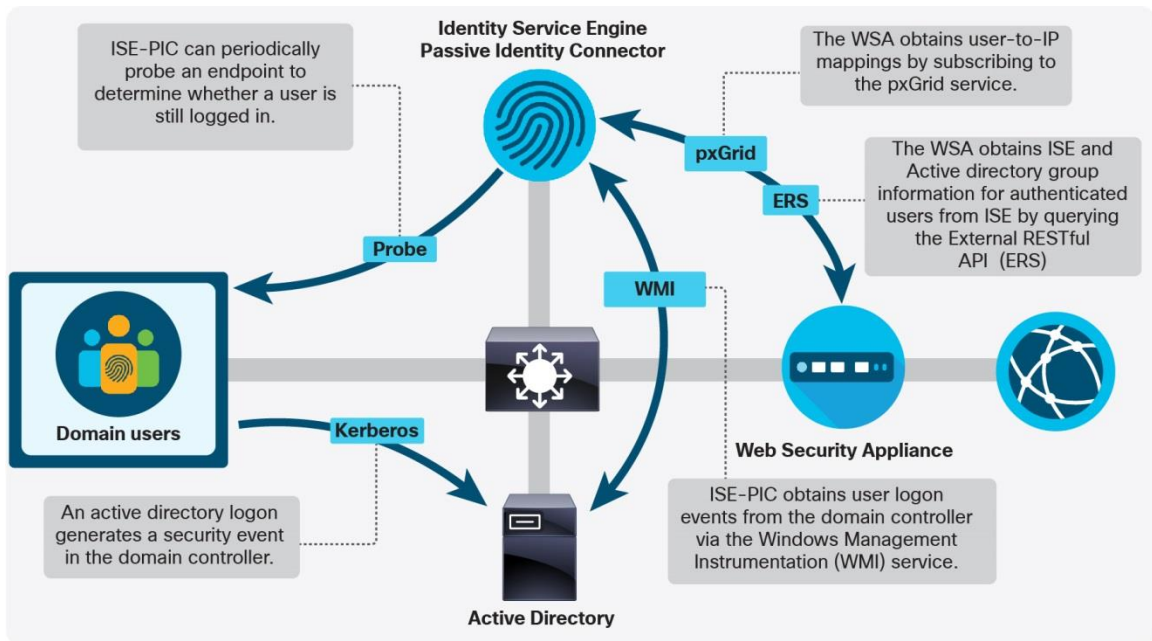 Identity Service Engine
Passive Identity Connector
ISE-PIC can periodically
probe an endpoint to
determine whether a user is
still logged in.
The WSA obtains user-to-IP
mappings by subscribing to
the pxGrid service.
pxGrid
The WSA obtains ISE and
Active directory group
information for authenticated
users from ISE by querying
the External RESTful
API (ERS)
ERS
Probe
WMI
Domain users
Kerberos
Web Security Appliance
An active directory logon
generates a security event
in the domain controller.
ISE-PIC obtains user logon
events from the domain controller
via the Windows Management
Instrumentation (WMI) service.
Active Directory